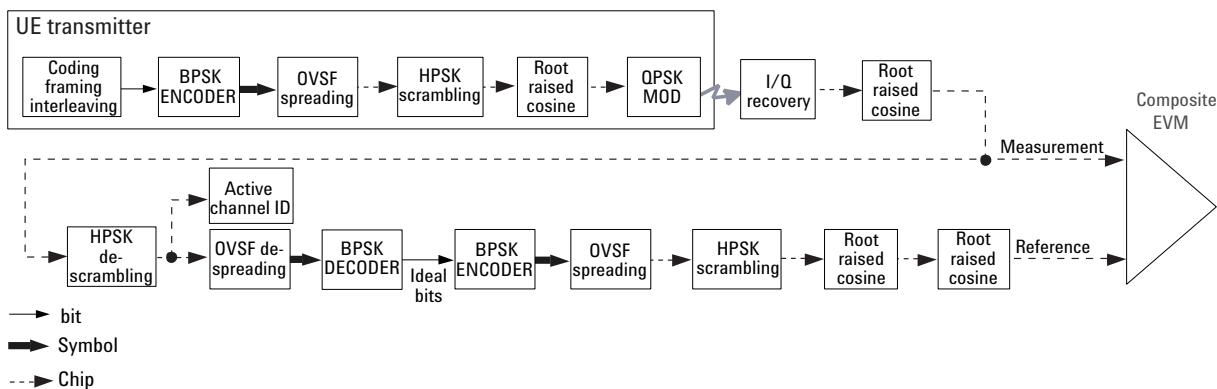 UE transmitter
Coding
framing
interleaving
BPSK
ENCODER
OVSF
spreading
HPSK
scrambling
Root
raised
cosine
QPSK
MOD
I/Q
recovery
Root
raised
cosine
Composite
EVM
Measurement
Active
channel ID
HPSK
de-
scrambling
OVSF de-
spreading
BPSK
DECODER
Ideal
bits
BPSK
ENCODER
OVSF
spreading
HPSK
scrambling
Root
raised
cosine
Root
raised
cosine
Reference
bit
Symbol
Chip